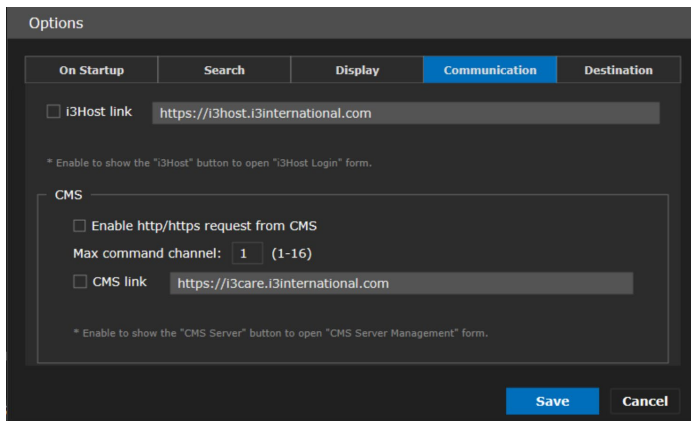 Options
On Startup Search Display Communication Destination
i3Host link https://i3host.i3international.com
* Enable to show the "i3Host" button to open "i3Host Login" form.
CMS
Enable http/https request from CMS
Max command channel: 1 (1-16)
CMS link https://i3care.i3international.com
* Enable to show the "CMS Server" button to open "CMS Server Management" form.
Save Cancel